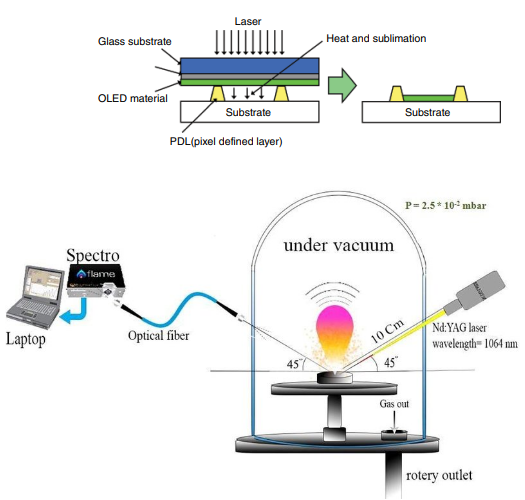 Laser
Glass substrate
Heat and sublimation
OLED material
Substrate
Substrate
PDL(pixel defined layer)
P= 2.5 * 10⁻² mbar
under vacuum
Spectro
flame
Laptop
Optical fiber
10 Cm
Nd:YAG laser
wavelength= 1064 nm
45°
45°
Gas out
rotery outlet